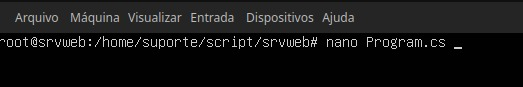 Arquivo Máquina Visualizar Entrada Dispositivos Ajuda
root@srvweb:/home/suporte/script/srvweb# nano Program.cs _